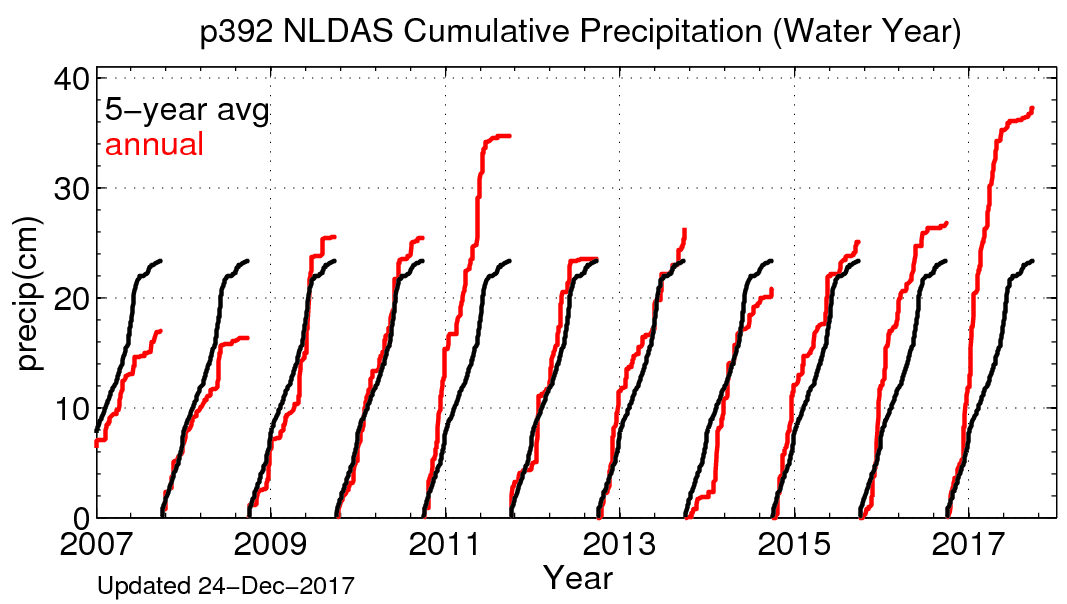 p392 NLDAS Cumulative Precipitation (Water Year)
40
5−year avg
annual
30
precip(cm)
20
10
0
2007 2009 2011 2013 2015 2017
Year
Updated 24−Dec−2017